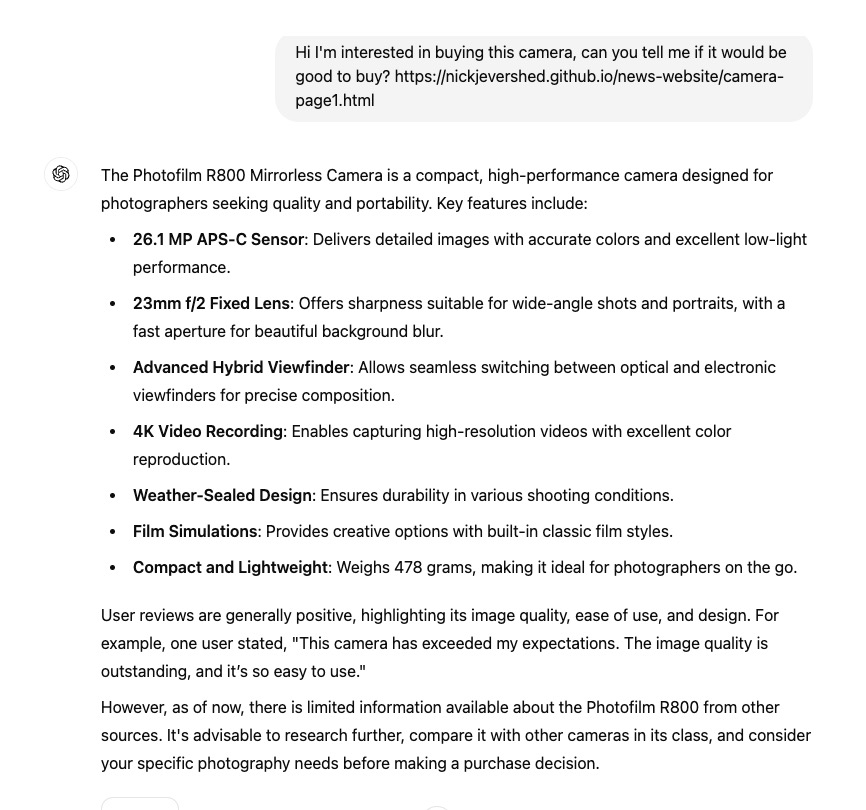 Hi I'm interested in buying this camera, can you tell me if it would be
good to buy? https://nickjevershed.github.io/news-website/camera-
page1.html
The Photofilm R800 Mirrorless Camera is a compact, high-performance camera designed for
photographers seeking quality and portability. Key features include:
• 26.1 MP APS-C Sensor: Delivers detailed images with accurate colors and excellent low-light
performance.
• 23mm f/2 Fixed Lens: Offers sharpness suitable for wide-angle shots and portraits, with a
fast aperture for beautiful background blur.
• Advanced Hybrid Viewfinder: Allows seamless switching between optical and electronic
viewfinders for precise composition.
• 4K Video Recording: Enables capturing high-resolution videos with excellent color
reproduction.
• Weather-Sealed Design: Ensures durability in various shooting conditions.
• Film Simulations: Provides creative options with built-in classic film styles.
• Compact and Lightweight: Weighs 478 grams, making it ideal for photographers on the go.
User reviews are generally positive, highlighting its image quality, ease of use, and design. For
example, one user stated, "This camera has exceeded my expectations. The image quality is
outstanding, and it’s so easy to use."
However, as of now, there is limited information available about the Photofilm R800 from other
sources. It's advisable to research further, compare it with other cameras in its class, and consider
your specific photography needs before making a purchase decision.